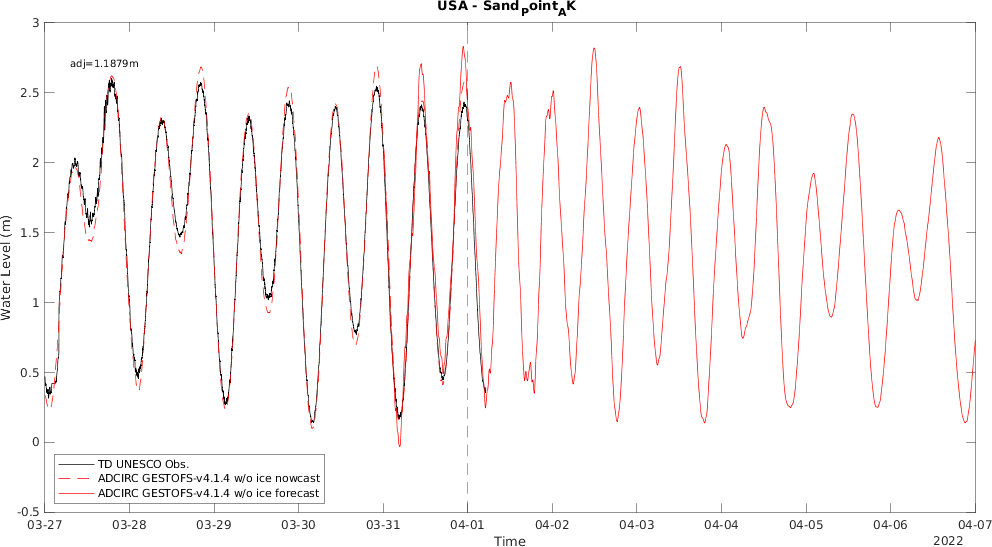 USA - Sand_Point_AK
adj=1.1879m
Water Level (m)
3
2.5
2
1.5
1
0.5
0
-0.5
TD UNESCO Obs.
ADCIRC GESTOFS-v4.1.4 w/o ice nowcast
ADCIRC GESTOFS-v4.1.4 w/o ice forecast
03-27 03-28 03-29 03-30 03-31 04-01 04-02 04-03 04-04 04-05 04-06 04-07
Time
2022